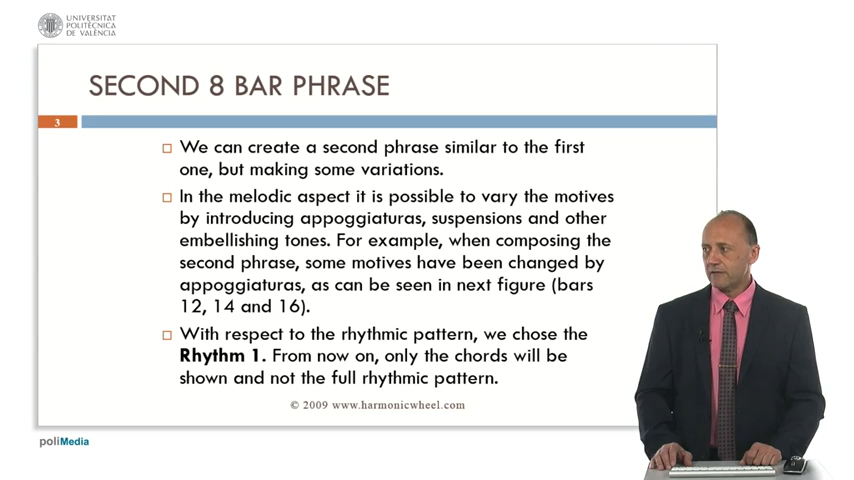 UNIVERSITAT
POLITÈCNICA
DE VALÈNCIA
SECOND 8 BAR PHRASE
3
We can create a second phrase similar to the first
one, but making some variations.
In the melodic aspect it is possible to vary the motives
by introducing appoggiaturas, suspensions and other
embellishing tones. For example, when composing the
second phrase, some motives have been changed by
appoggiaturas, as can be seen in next figure (bars
12, 14 and 16).
With respect to the rhythmic pattern, we chose the
Rhythm 1. From now on, only the chords will be
shown and not the full rhythmic pattern.
© 2009 www.harmonicwheel.com
poliMedia